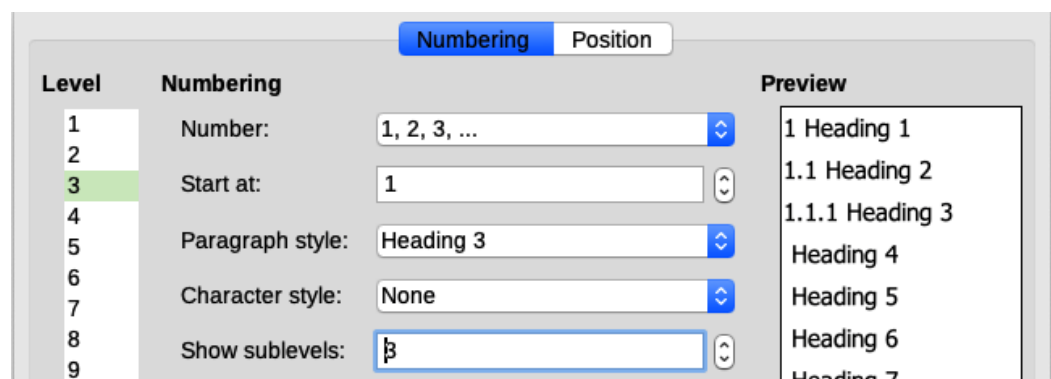 Numbering Position
Level Numbering Preview
1 Number: 1, 2, 3, ... 1 Heading 1
2 1.1 Heading 2
3 Start at: 1 1.1.1 Heading 3
4 Heading 4
5 Paragraph style: Heading 3 Heading 5
6 Character style: None Heading 6
7
8 Show sublevels: 3 Heading 7
9